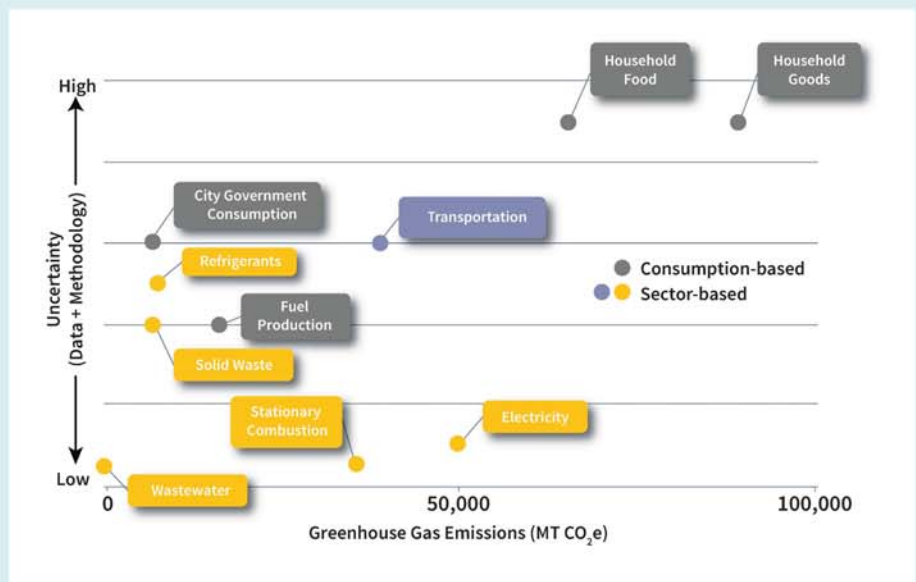 High
Household
Food
Household
Goods
City Government
Consumption
Transportation
Refrigerants
Consumption-based
Sector-based
Uncertainty
(Data + Methodology)
Fuel
Production
Solid Waste
Stationary
Combustion
Electricity
Low
Wastewater
0
50,000
100,000
Greenhouse Gas Emissions (MT CO₂e)